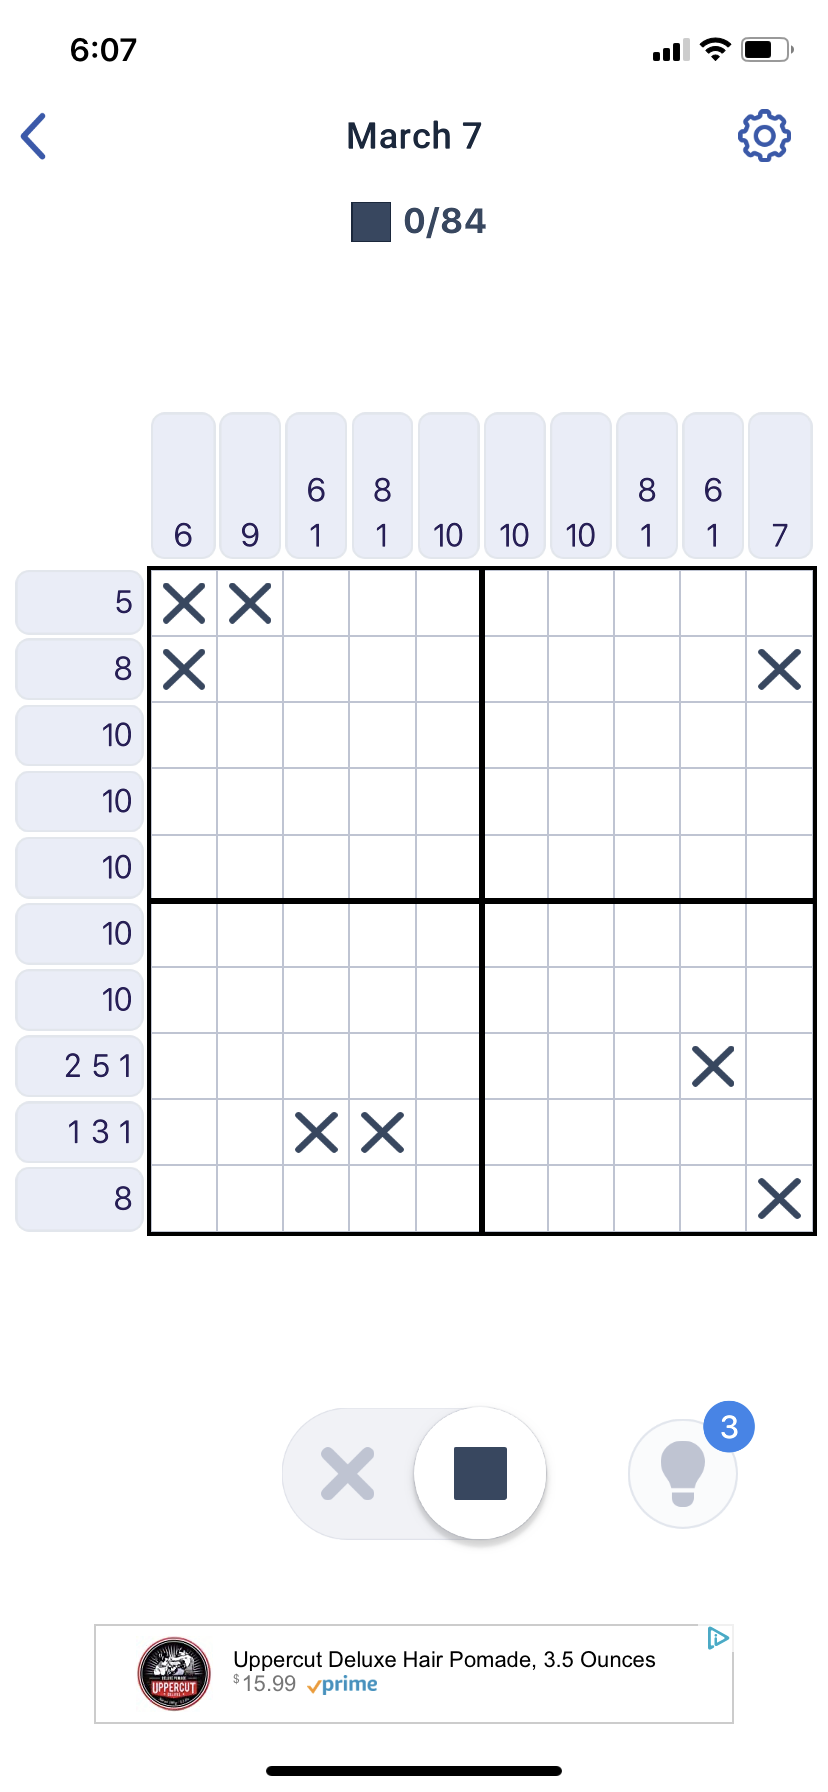 6:07
March 7
0/84
6 9 6 1 8 1 10 10 10 8 1 6 1 7
5
8
10
10
10
10
10
2 5 1
1 3 1
8
3
Uppercut Deluxe Hair Pomade, 3.5 Ounces
$15.99 prime
UPPERCUT